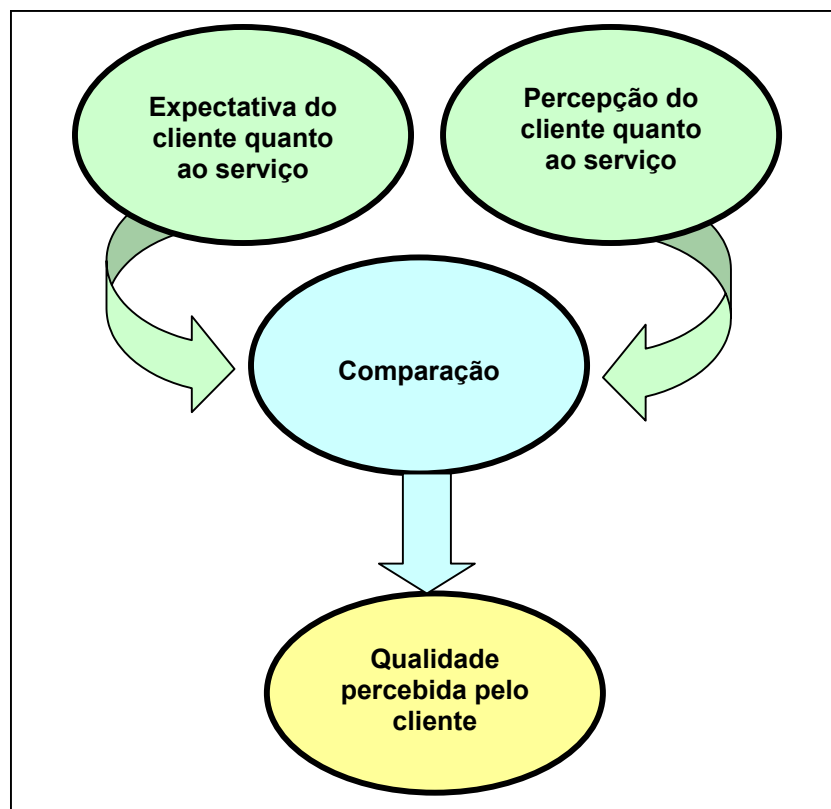 Expectativa do
cliente quanto
ao serviço
Percepção do
cliente quanto
ao serviço
Comparação
Qualidade
percebida pelo
cliente